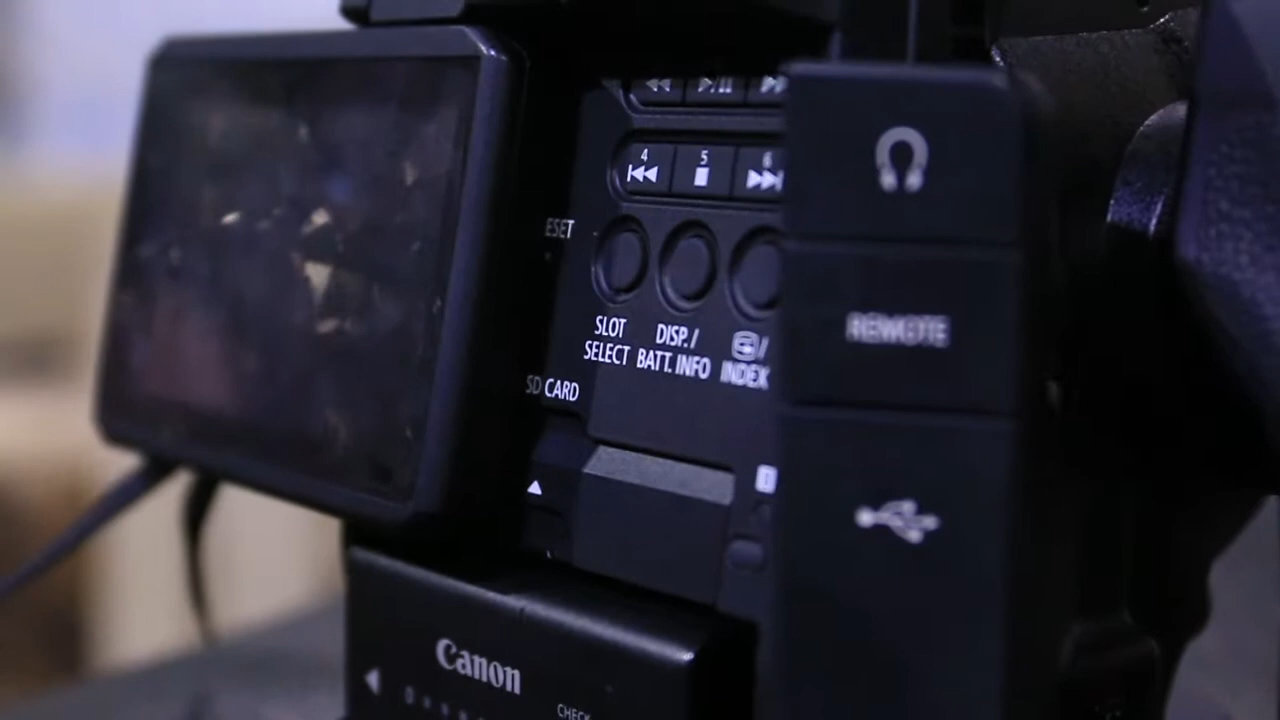 4 5 6
ESET
SLOT
SELECT
DISP./
BATT. INFO
/
INDEX
REMOTE
SD CARD
Canon
CHECK